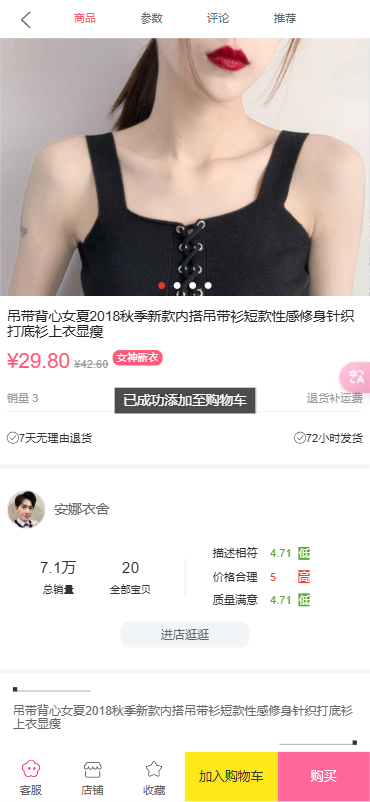 商品 参数 评论 推荐
吊带背心女夏2018秋季新款内搭吊带衫短款性感修身针织
打底衫上衣显瘦
¥29.80 ¥42.60 女神新衣
销量 3 已成功添加至购物车 退货补运费
7天无理由退货 72小时发货
安娜衣舍
7.1万 20
总销量 全部宝贝
描述相符 4.71 低
价格合理 5 高
质量满意 4.71 低
进店逛逛
吊带背心女夏2018秋季新款内搭吊带衫短款性感修身针织打底衫
上衣显瘦
客服 店铺 收藏 加入购物车 购买